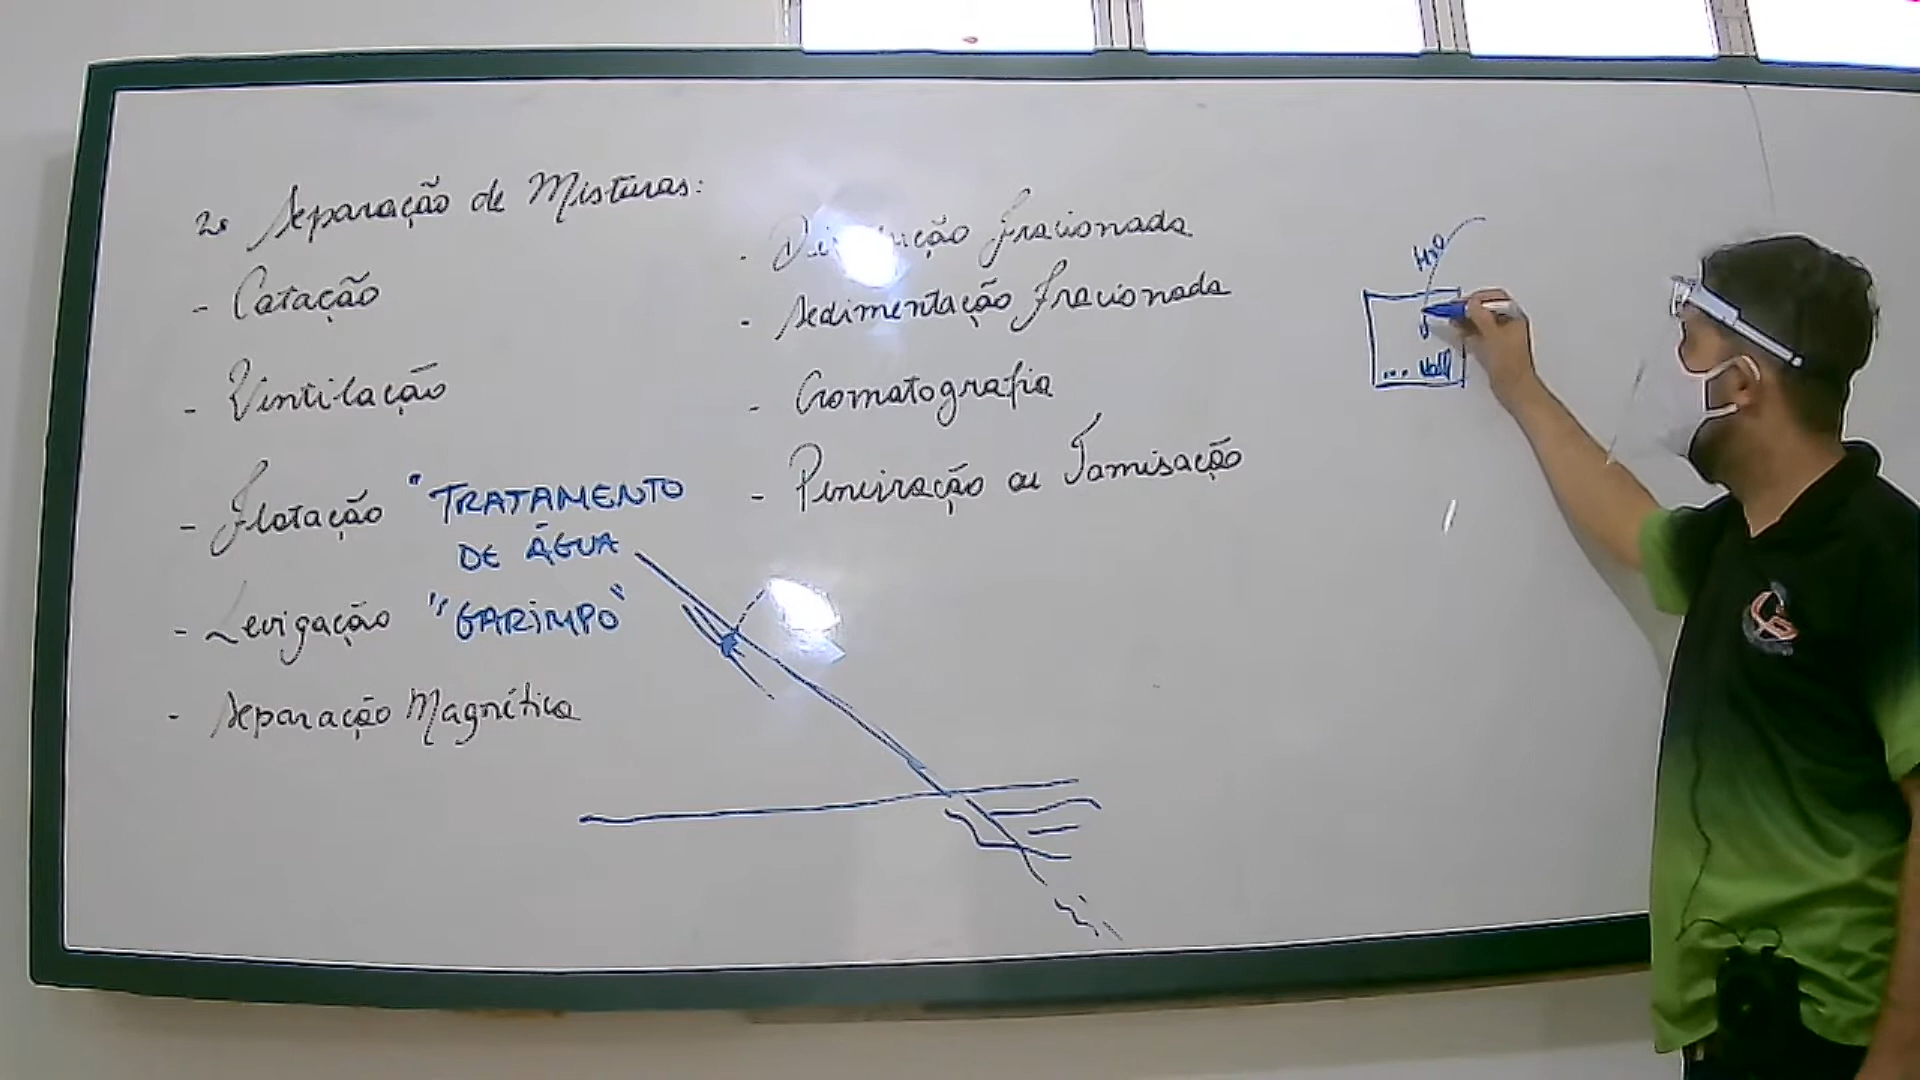 2. Separação de Misturas:
- Catação
- Ventilação
- Flotação "TRATAMENTO
DE ÁGUA
- Levigação "GARIMPO"
- Separação Magnética
- Fracionada
- Sedimentação Fracionada
- Cromatografia
- Peneiração ou Tamisação
H2O